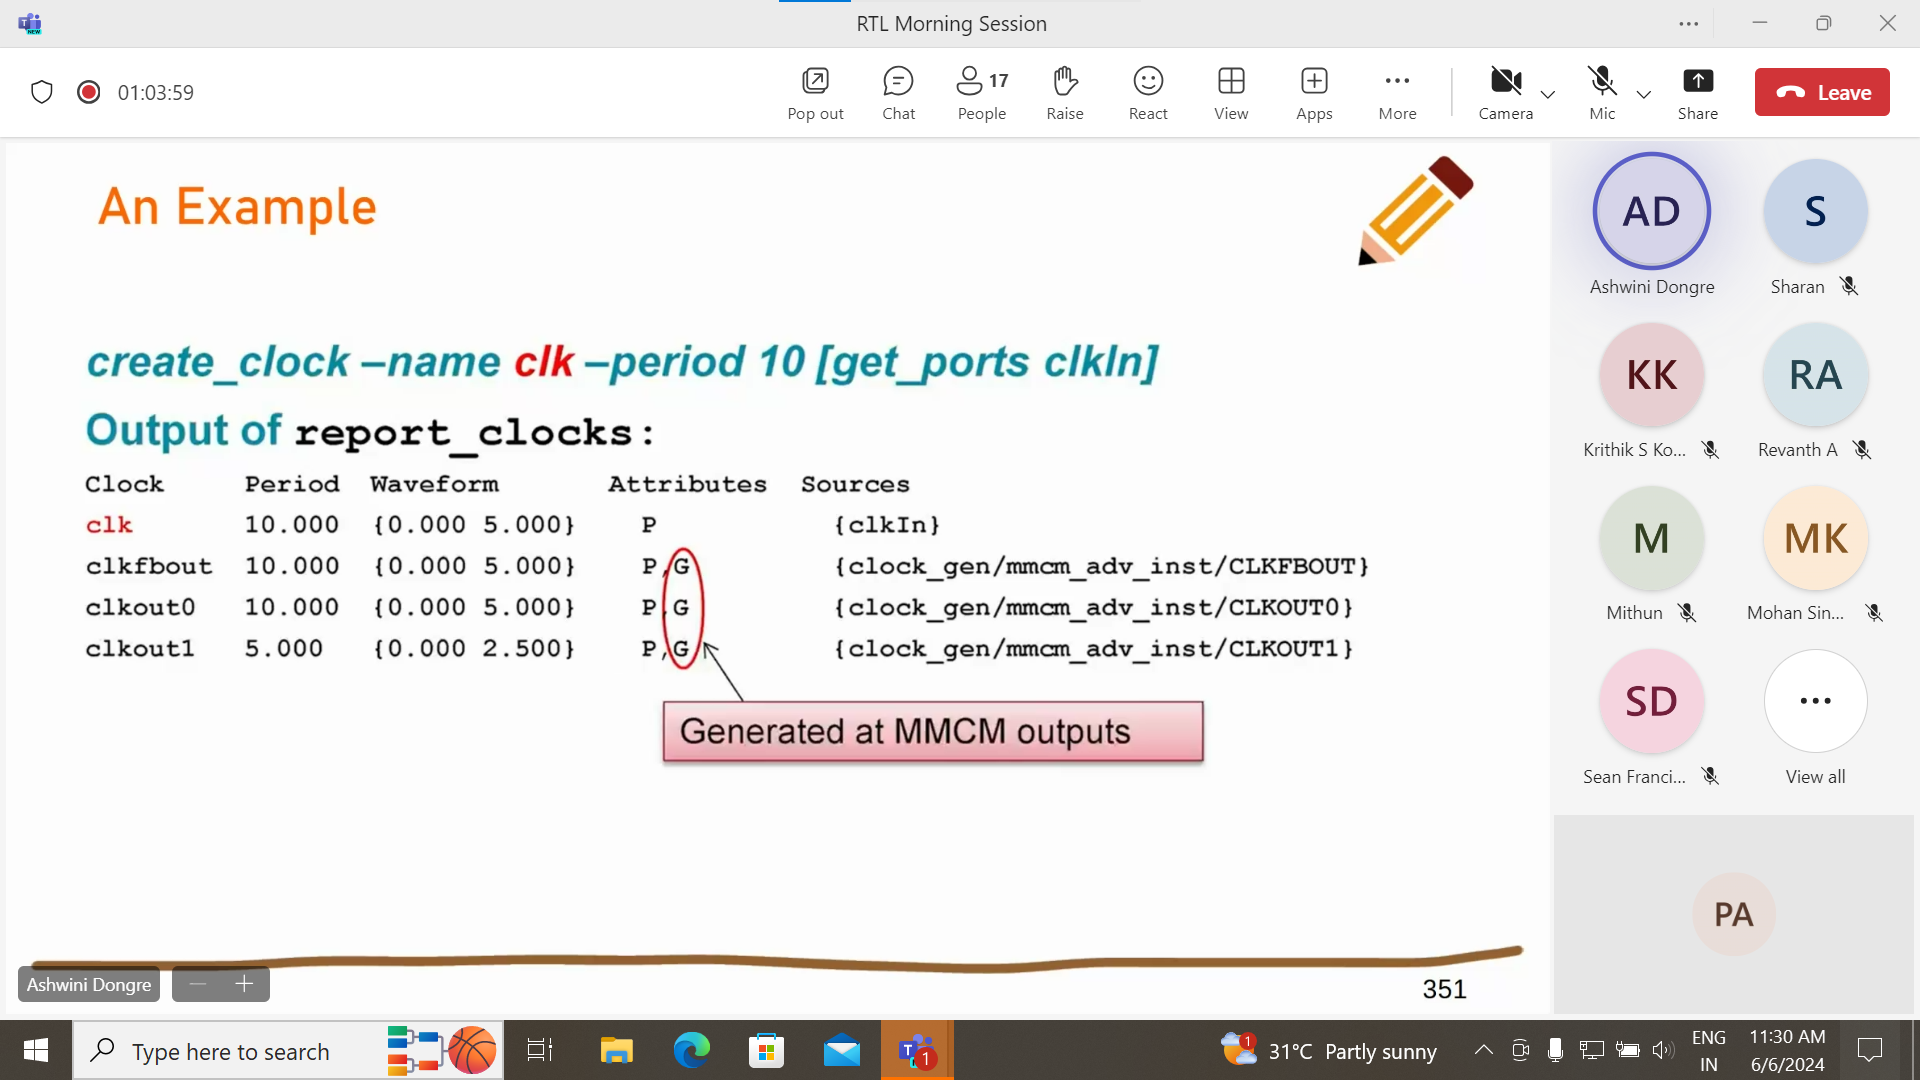 RTL Morning Session
NEW
01:03:59
Pop out
Chat
17
People
Raise
React
View
Apps
More
Camera
Mic
Share
Leave
An Example
create_clock –name clk –period 10 [get_ports clkIn]
Output of report_clocks:
Clock Period Waveform Attributes Sources
clk 10.000 {0.000 5.000} P {clkIn}
clkfbout 10.000 {0.000 5.000} P,G {clock_gen/mmcm_adv_inst/CLKFBOUT}
clkout0 10.000 {0.000 5.000} P,G {clock_gen/mmcm_adv_inst/CLKOUT0}
clkout1 5.000 {0.000 2.500} P,G {clock_gen/mmcm_adv_inst/CLKOUT1}
Generated at MMCM outputs
351
Ashwini Dongre
AD
Ashwini Dongre
S
Sharan
KK
Krithik S Ko...
RA
Revanth A
M
Mithun
MK
Mohan Sin...
SD
Sean Franci...
View all
PA
Type here to search
1
1
31°C Partly sunny
ENG
IN
11:30 AM
6/6/2024